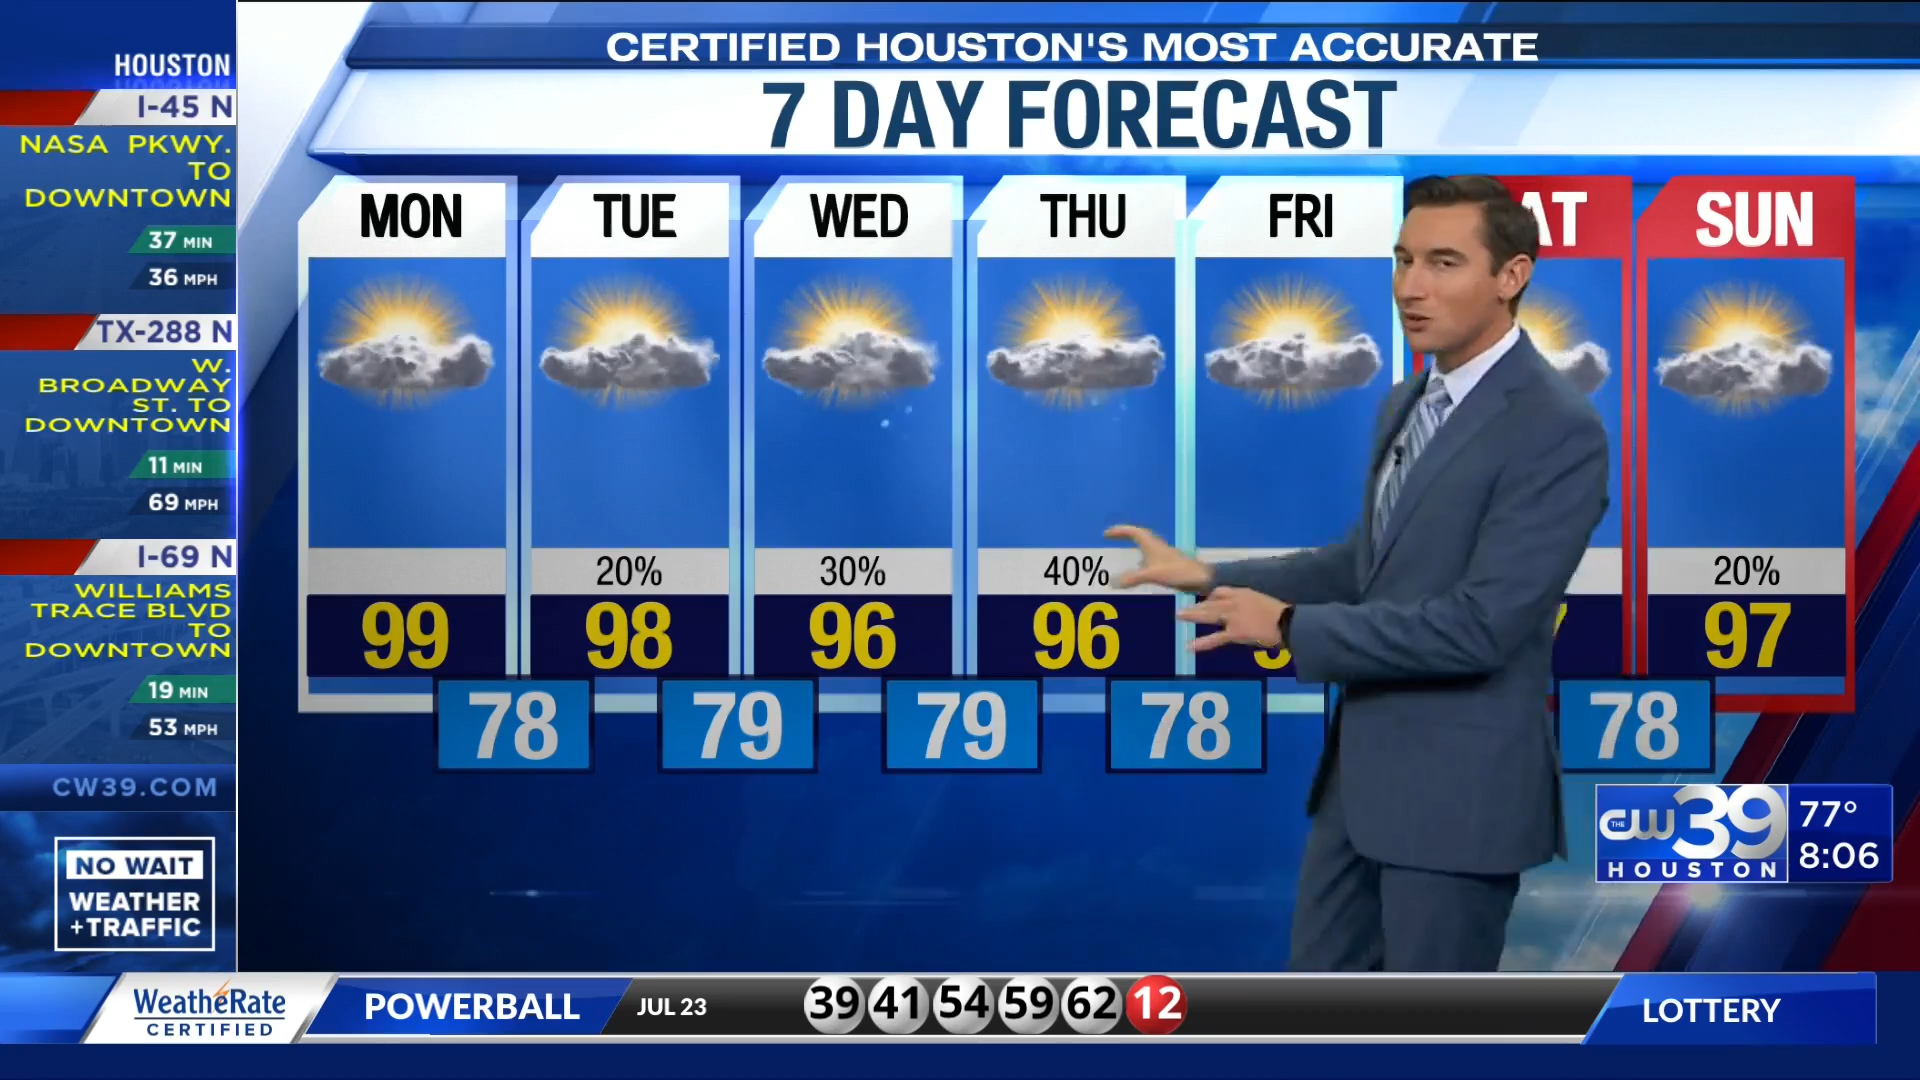 HOUSTON
I-45 N
NASA PKWY.
TO
DOWNTOWN
37 MIN
36 MPH
TX-288 N
W.
BROADWAY
ST. TO
DOWNTOWN
11 MIN
69 MPH
I-69 N
WILLIAMS
TRACE BLVD
TO
DOWNTOWN
19 MIN
53 MPH
CW39.COM
NO WAIT
WEATHER
+TRAFFIC
CERTIFIED HOUSTON'S MOST ACCURATE
7 DAY FORECAST
MON TUE WED THU FRI SUN
20% 30% 40% 20%
99 98 96 96 97
78 79 79 78 78
THE CW 39
HOUSTON
77°
8:06
WeatheRate
CERTIFIED
POWERBALL
JUL 23
39 41 54 59 62 12
LOTTERY